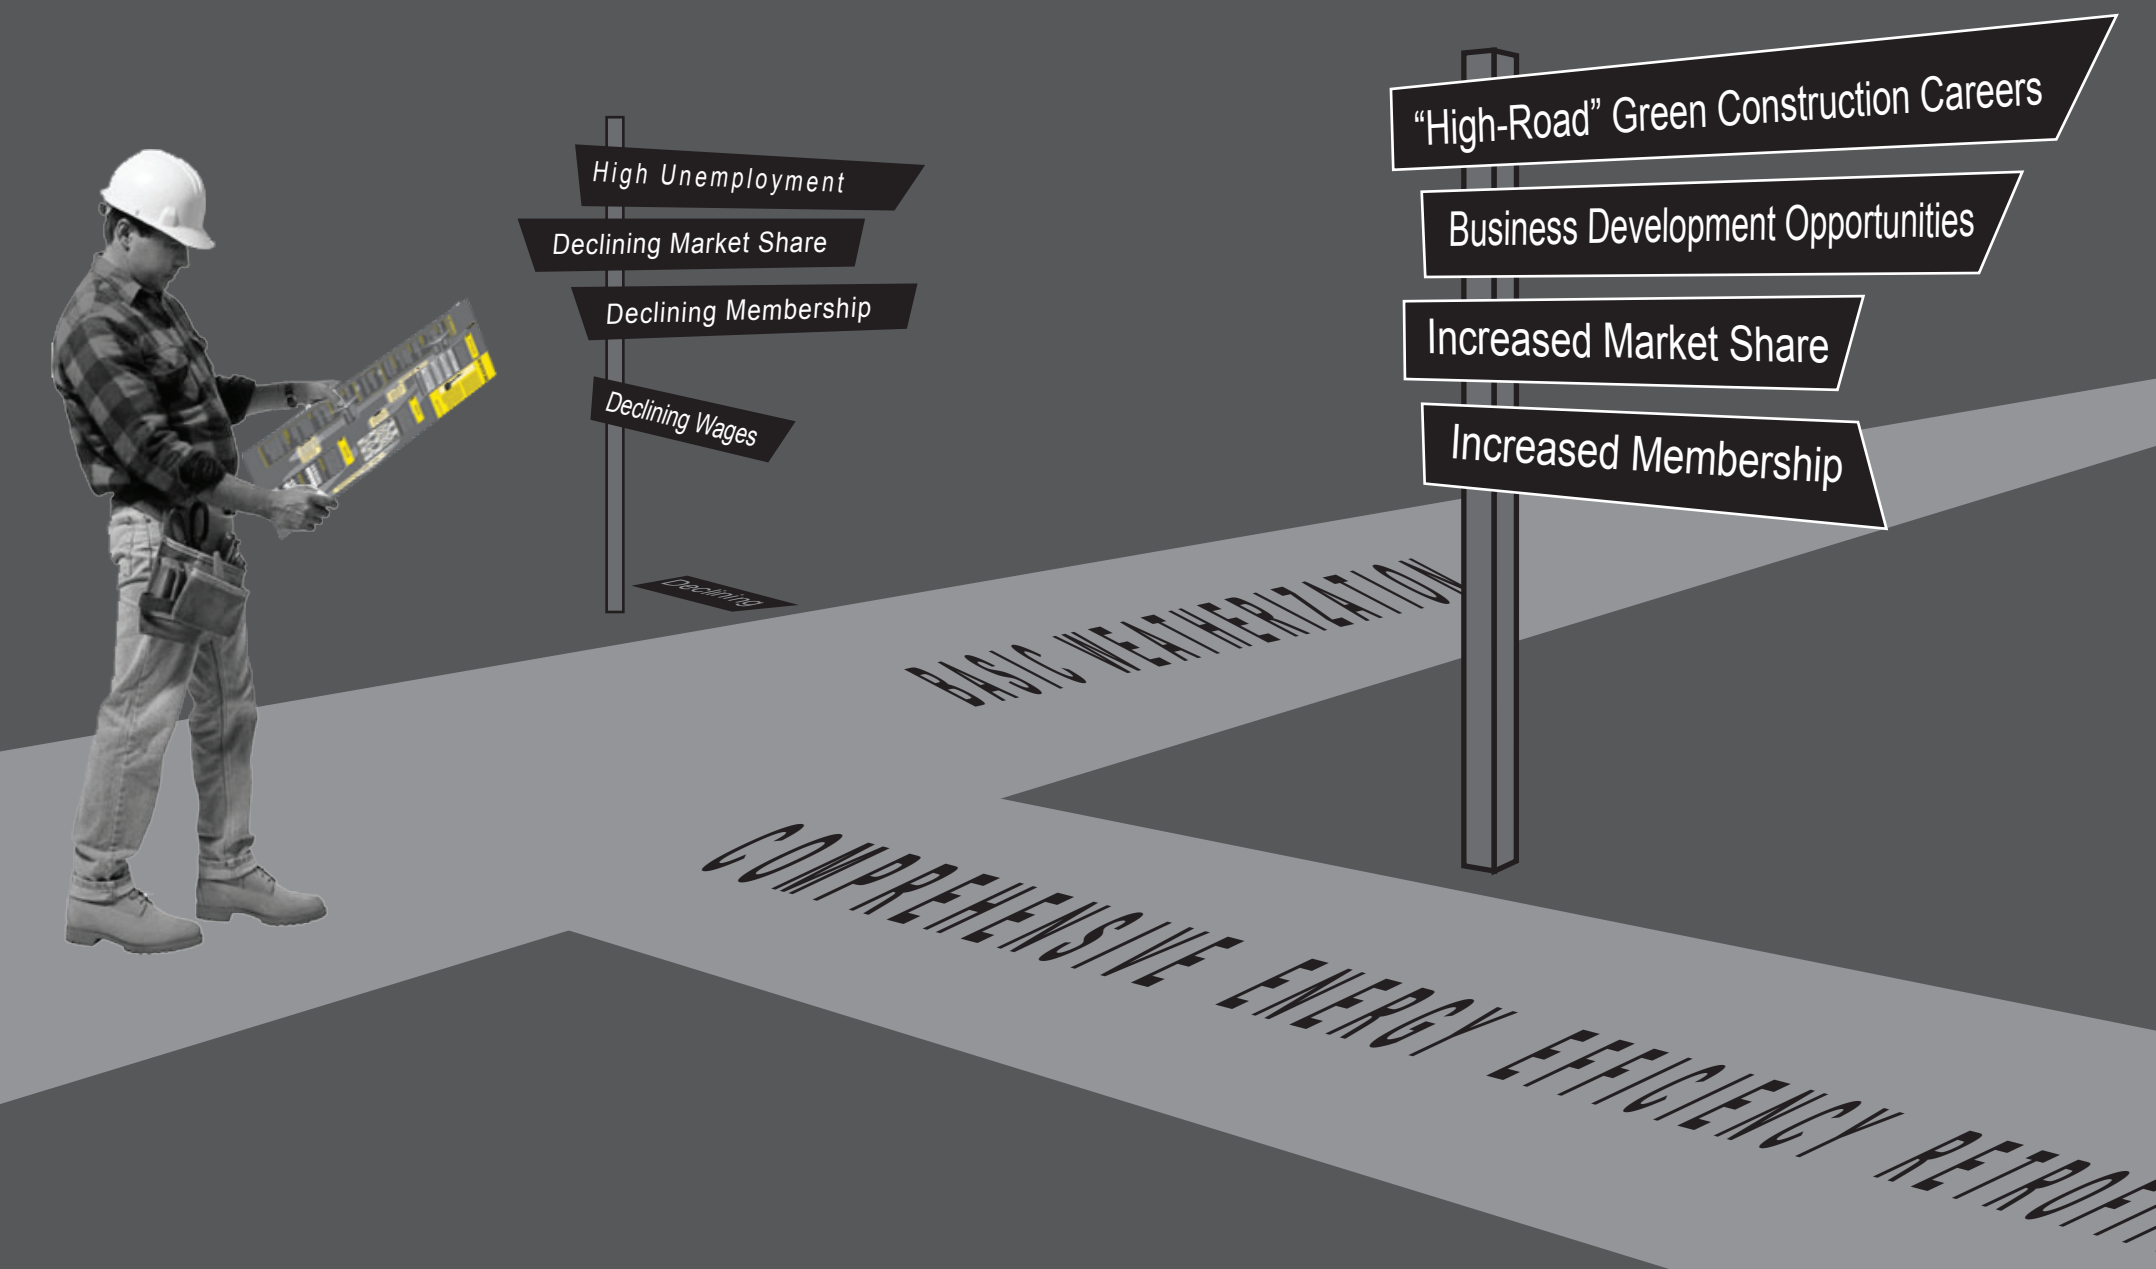 High Unemployment
Declining Market Share
Declining Membership
Declining Wages
Declining
“High-Road” Green Construction Careers
Business Development Opportunities
Increased Market Share
Increased Membership
BASIC WEATHERIZATION
COMPREHENSIVE ENERGY EFFICIENCY